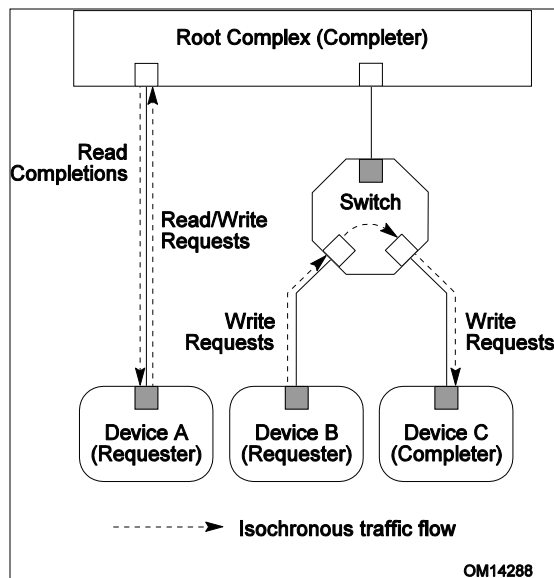 Root Complex (Completer)
Read
Completions
Read/Write
Requests
Switch
Write
Requests
Write
Requests
Device A
(Requester)
Device B
(Requester)
Device C
(Completer)
Isochronous traffic flow
OM14288